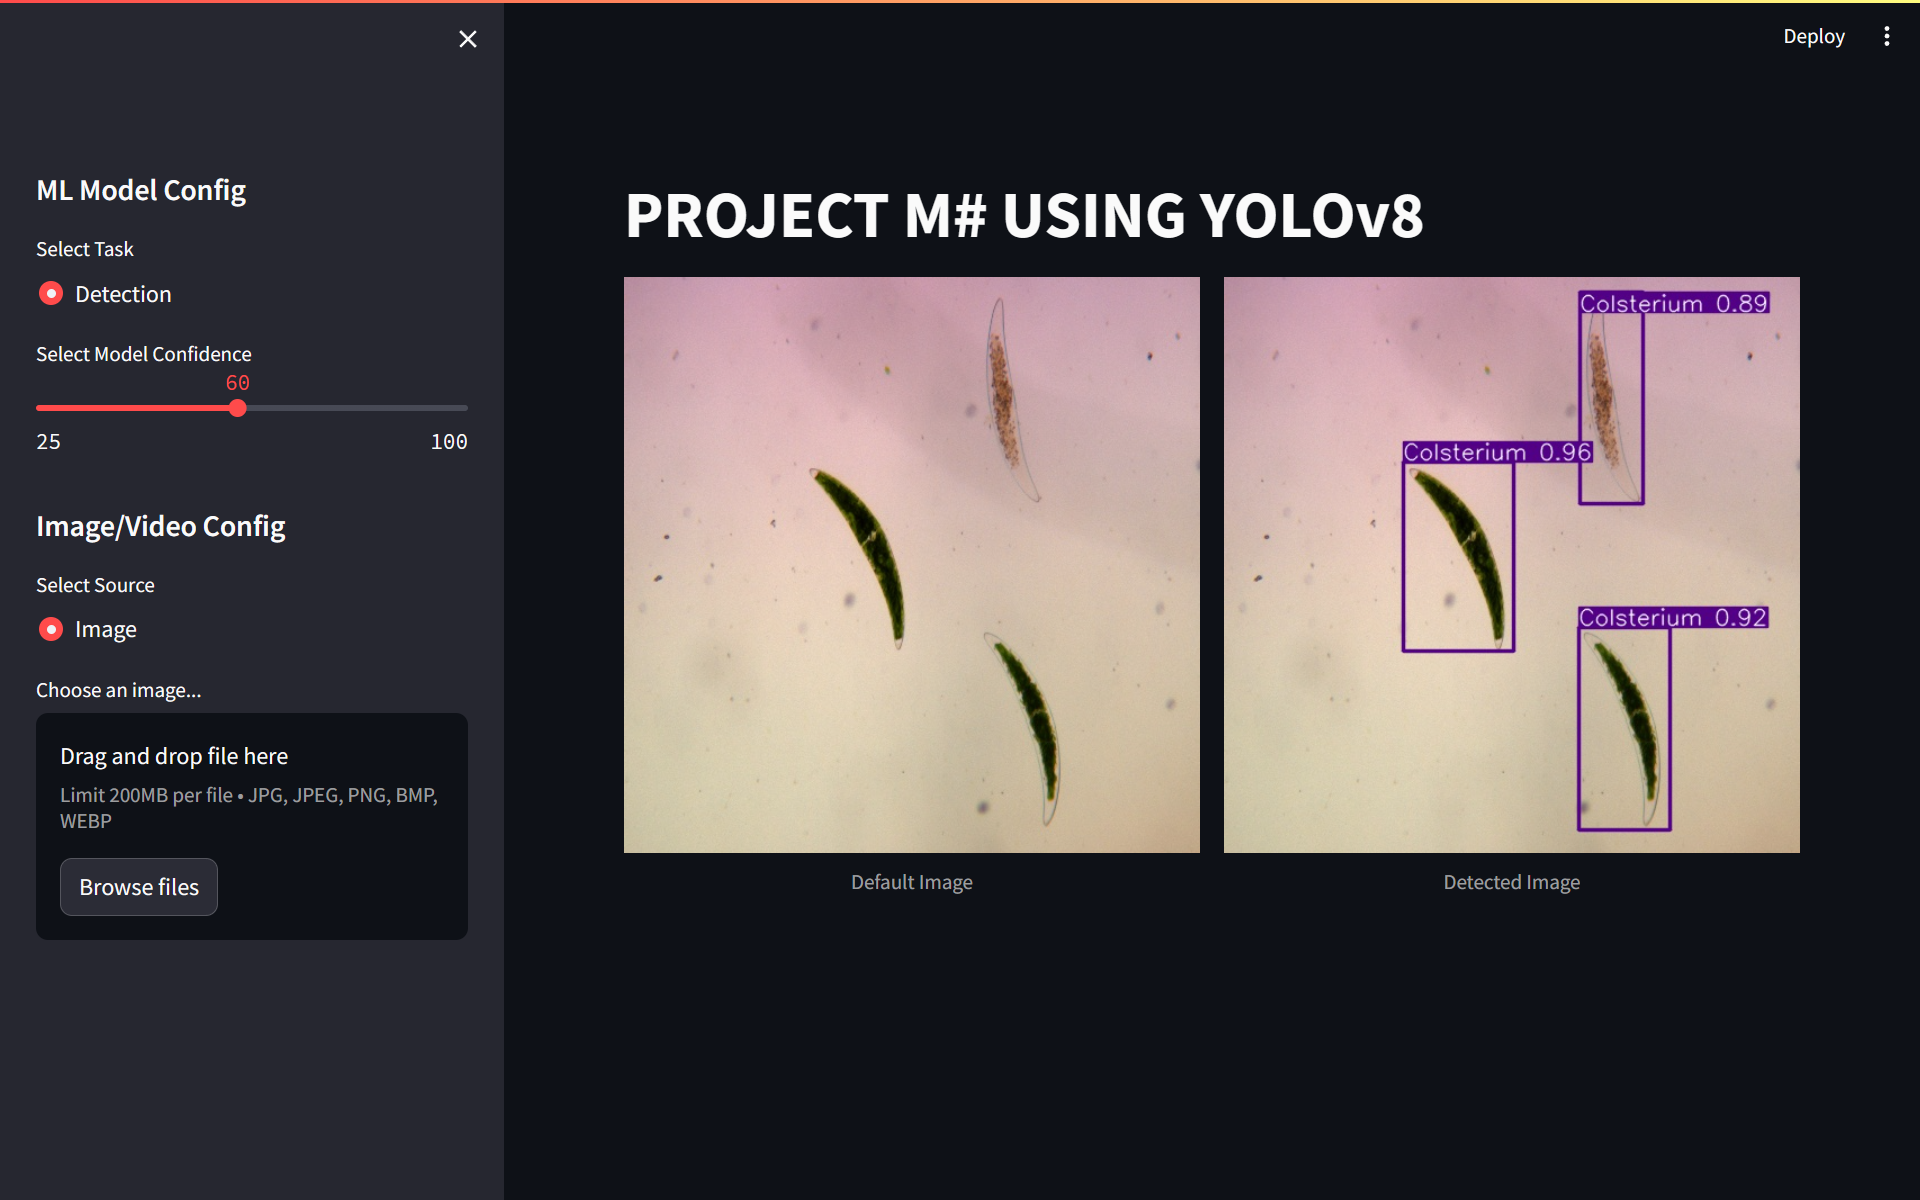 Deploy
ML Model Config
Select Task
Detection
Select Model Confidence
60
25
100
Image/Video Config
Select Source
Image
Choose an image...
Drag and drop file here
Limit 200MB per file • JPG, JPEG, PNG, BMP,
WEBP
Browse files
PROJECT M# USING YOLOv8
Colsterium 0.89
Colsterium 0.96
Colsterium 0.92
Default Image
Detected Image